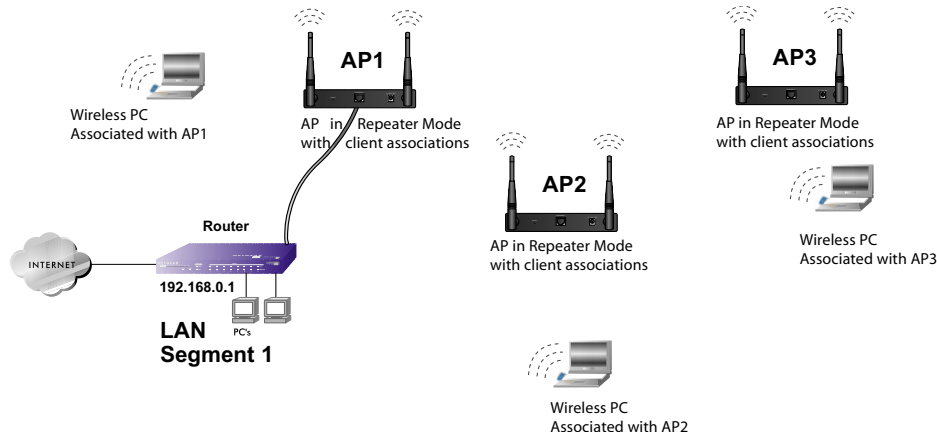 AP1
AP3
Wireless PC
Associated with AP1
AP in Repeater Mode
with client associations
AP in Repeater Mode
with client associations
AP2
Router
AP in Repeater Mode
with client associations
Wireless PC
Associated with AP3
INTERNET
192.168.0.1
LAN
Segment 1
PC's
Wireless PC
Associated with AP2